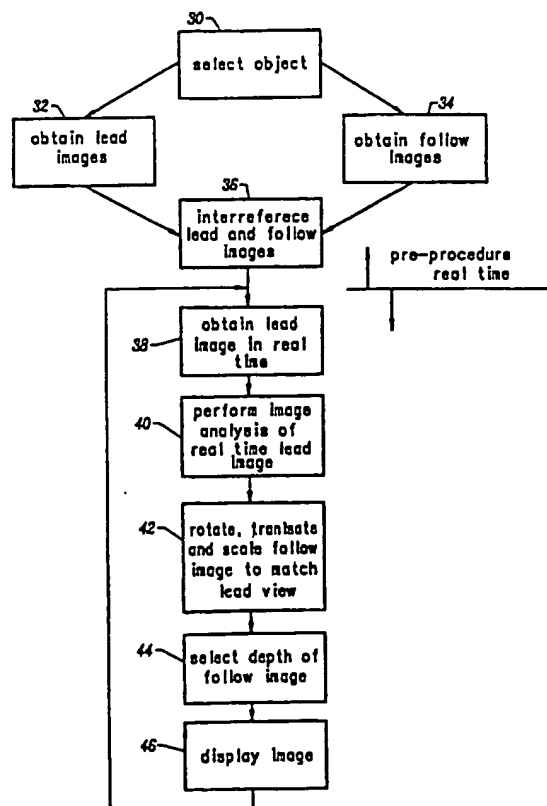 30
select object
32
obtain lead
images
34
obtain follow
images
36
interreferece
lead and follow
images
pre-procedure
real time
38
obtain lead
image in real
time
40
perform image
analysis of
real time lead
image
42
rotate, translate
and scale follow
image to match
lead view
44
select depth of
follow image
46
display image